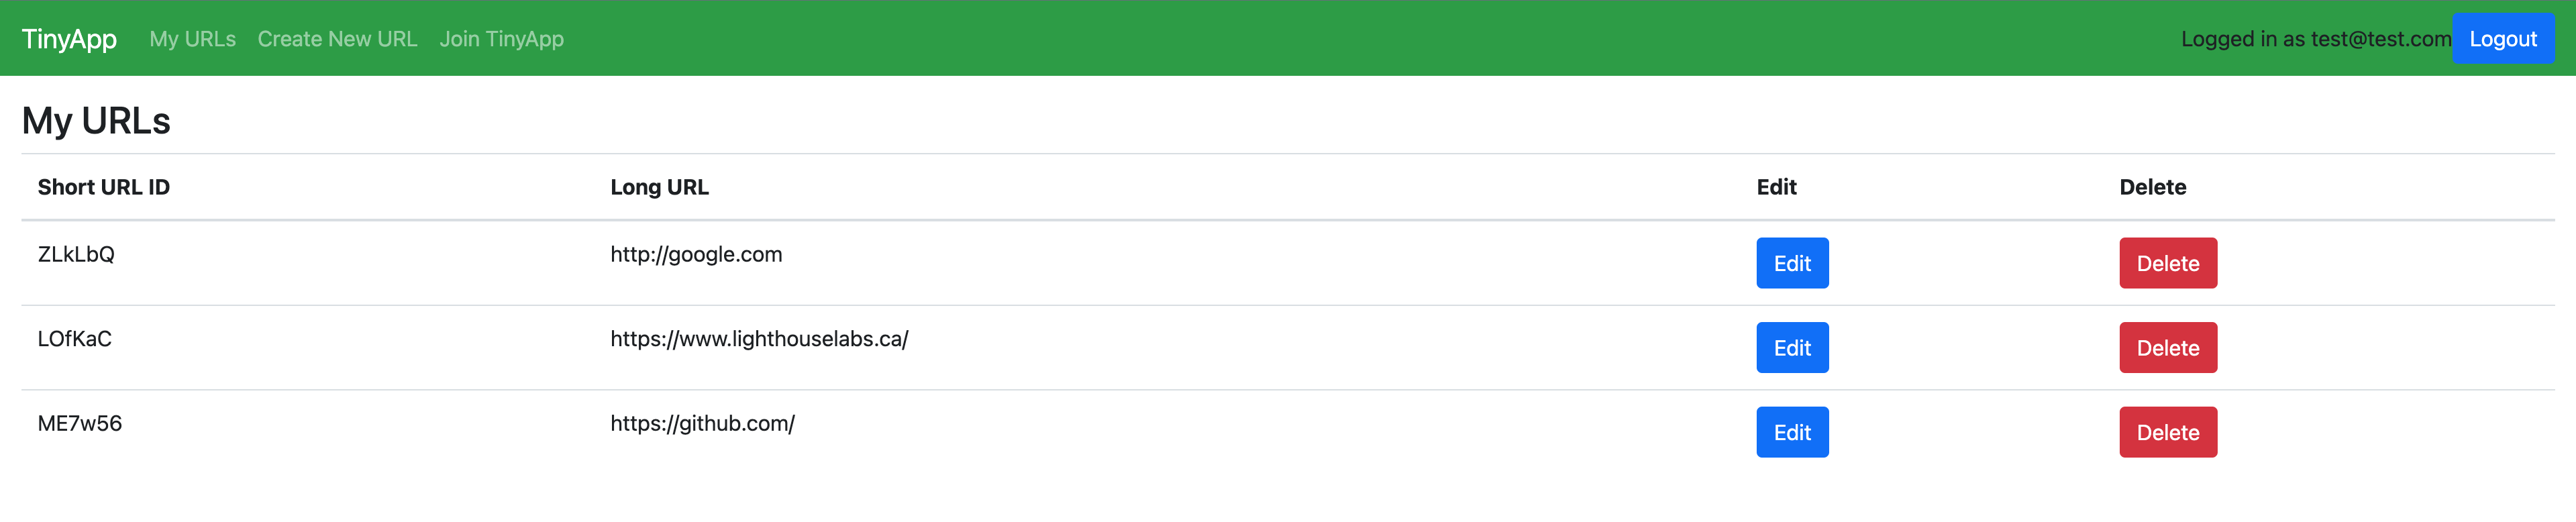 TinyApp My URLs Create New URL Join TinyApp Logged in as test@test.com Logout
My URLs
Short URL ID Long URL Edit Delete
ZLkLbQ http://google.com Edit Delete
LOfKaC https://www.lighthouselabs.ca/ Edit Delete
ME7w56 https://github.com/ Edit Delete